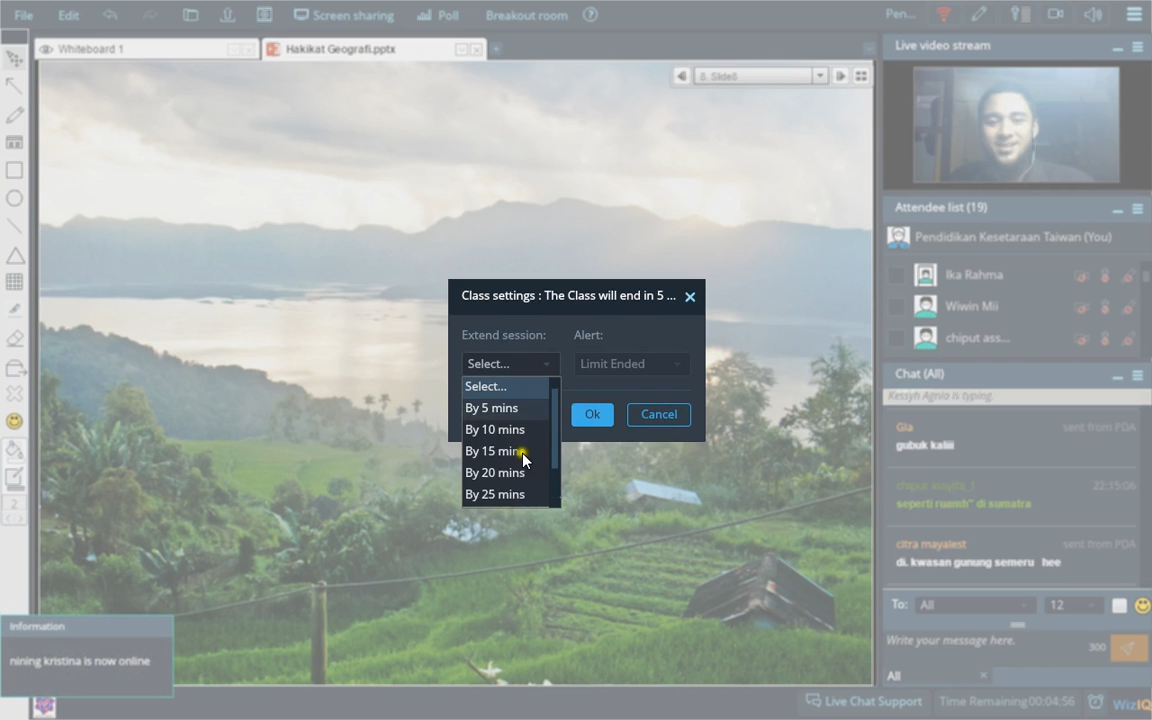 File Edit Screen sharing Poll Breakout room ? Pen...
Whiteboard 1 Hakikat Geografi.pptx
8. Slide8
Live video stream
Attendee list (19)
Pendidikan Kesetaraan Taiwan (You)
Ika Rahma
Wiwin Mii
chiput ass...
Class settings : The Class will end in 5 ...
Extend session: Alert:
Select... Limit Ended
Select...
By 5 mins
By 10 mins
By 15 mins
By 20 mins
By 25 mins
Ok Cancel
Chat (All)
Kessyh Agnia is typing.
Gia sent from PDA
gubuk kaliii
22:15:06
seperti ruamh" di sumatra
citra mayalest sent from PDA
di. kwasan gunung semeru hee
To: All 12
Write your message here. 300
All
2
Information
nining kristina is now online
Live Chat Support Time Remaining 00:04:56 WizIQ